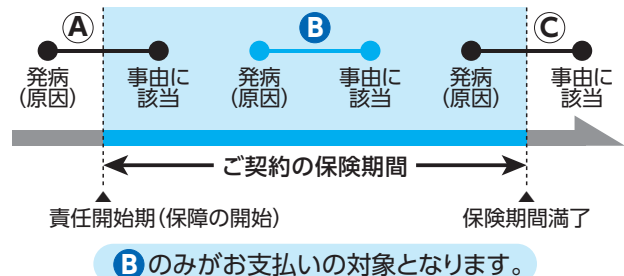 Ⓐ Ⓑ Ⓒ
発病 事由に 発病 事由に 発病 事由に
(原因) 該当 (原因) 該当 (原因) 該当
ご契約の保険期間
責任開始期(保障の開始) 保険期間満了
Ⓑのみがお支払いの対象となります。